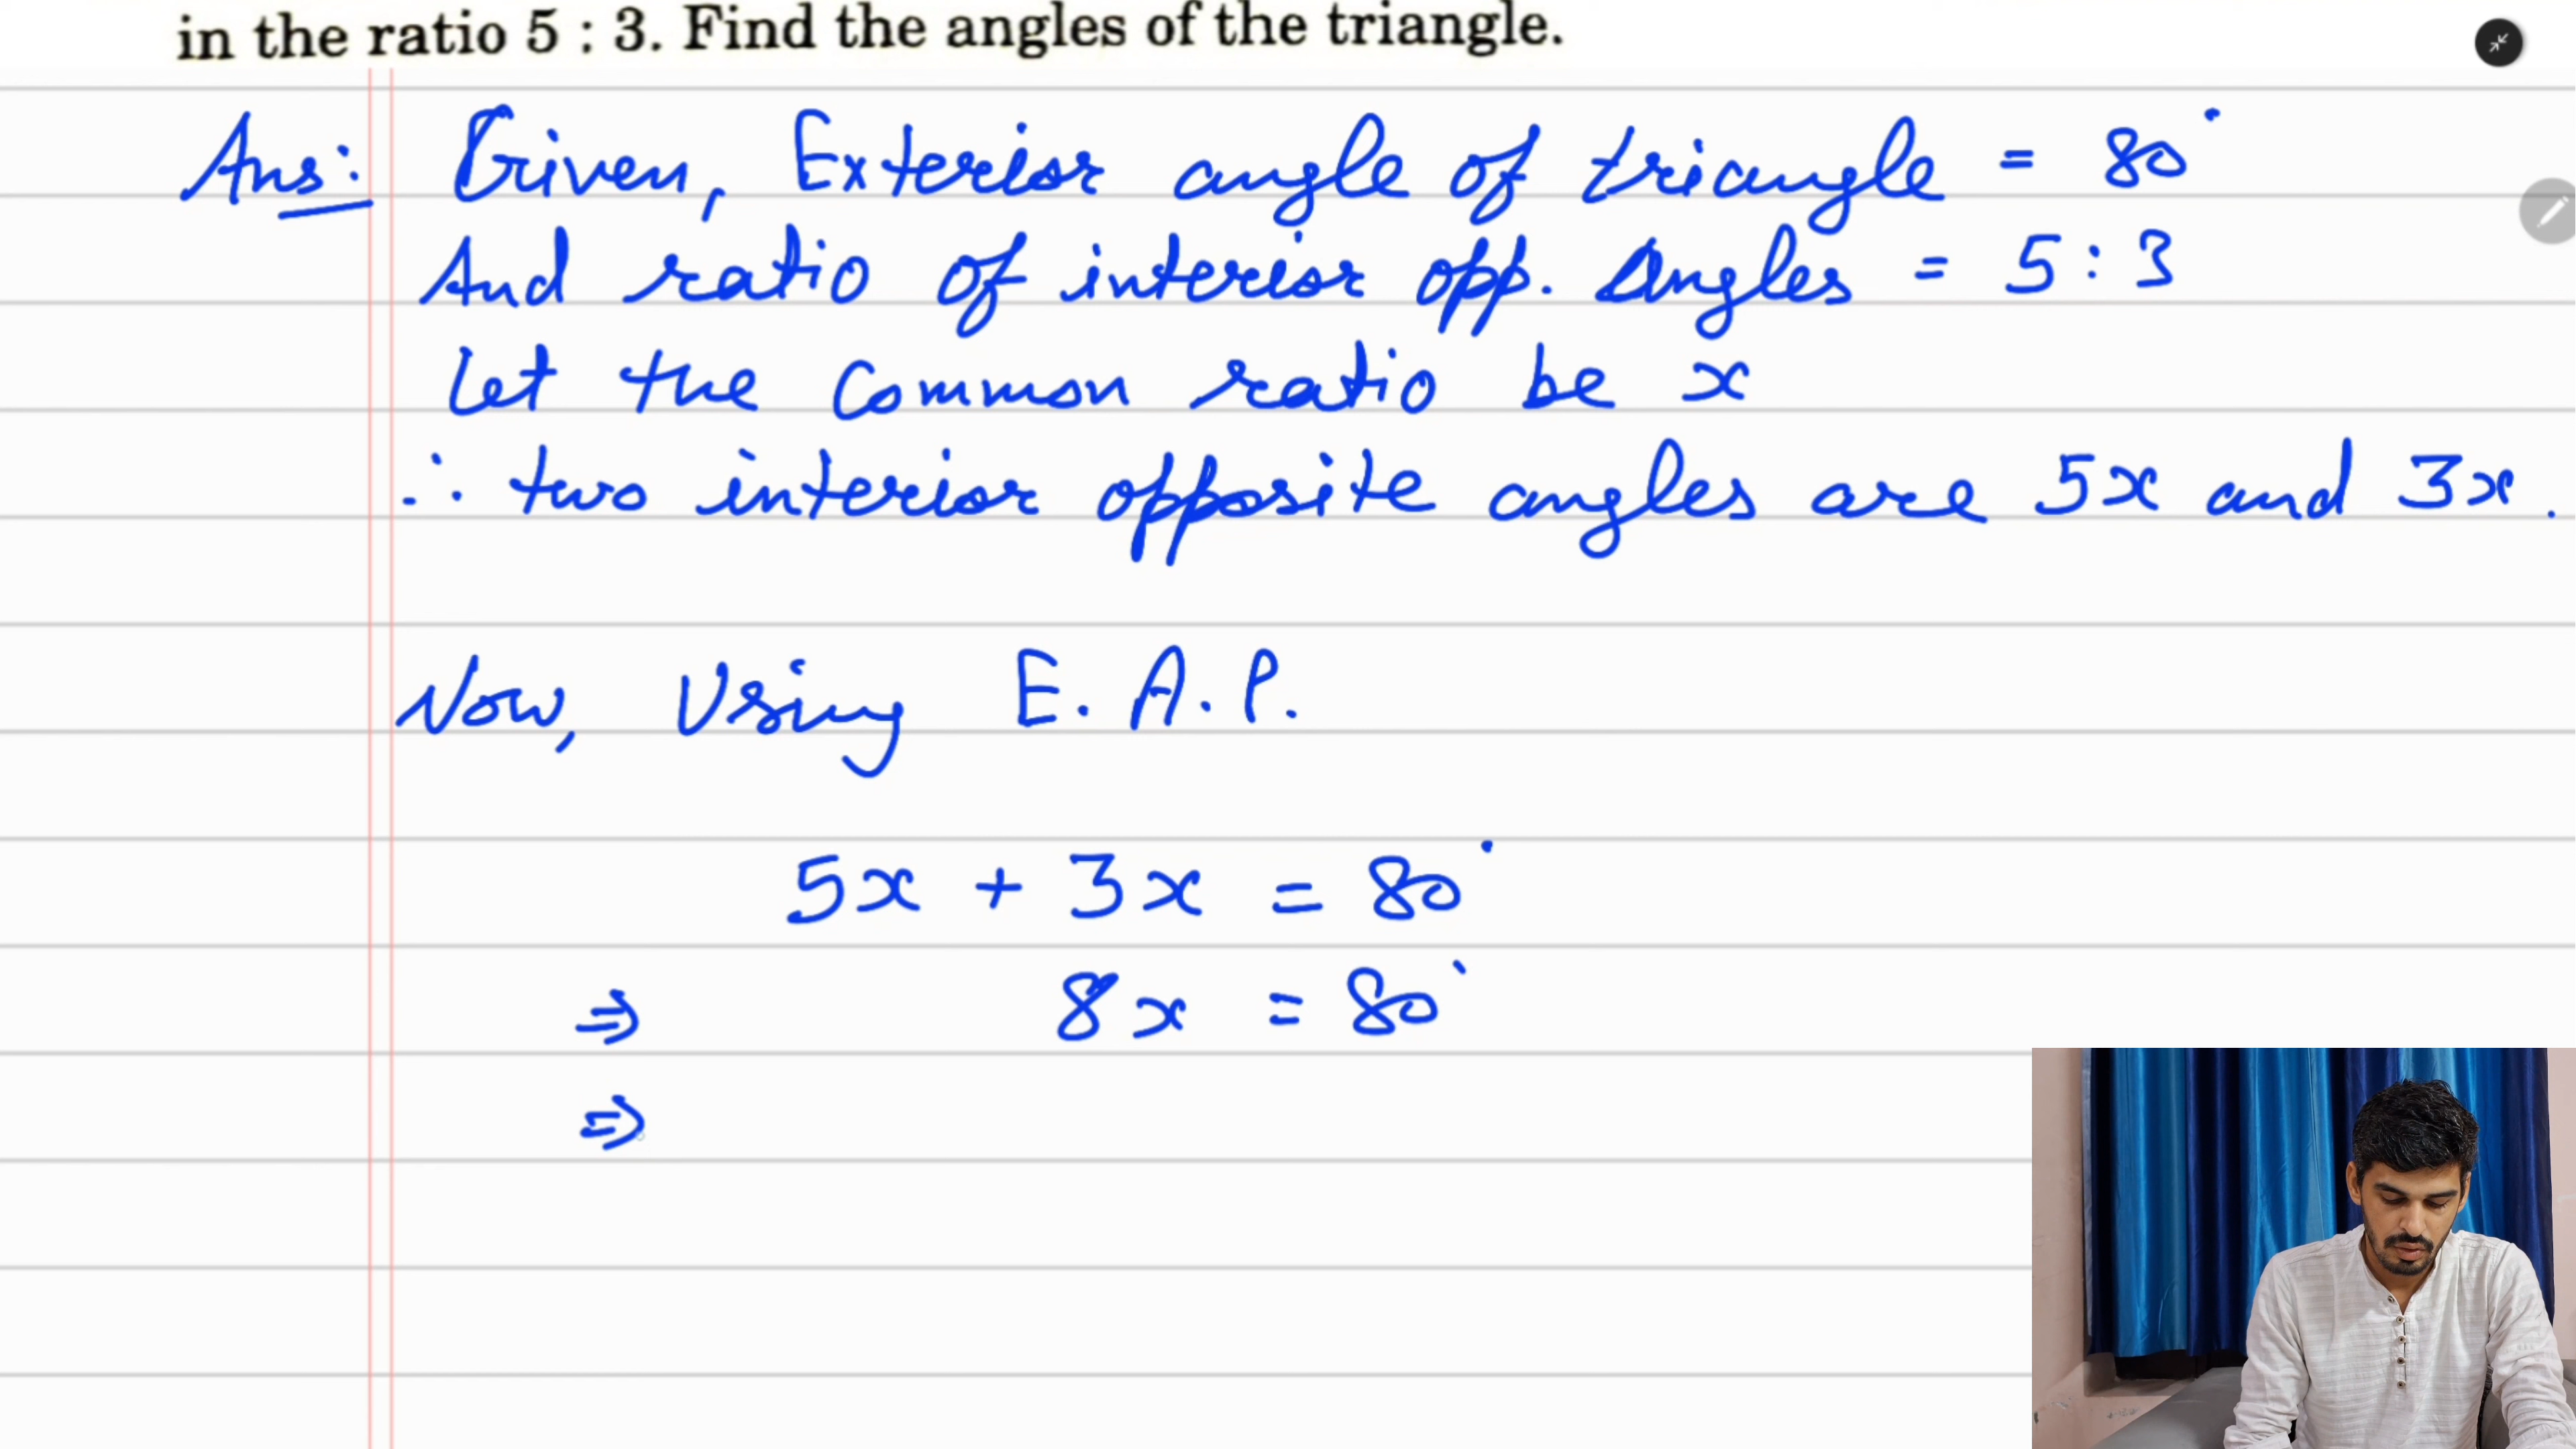 in the ratio 5 : 3. Find the angles of the triangle.
Ans: Given, Exterior angle of triangle = 80°
And ratio of interior opp. Angles = 5 : 3
Let the Common ratio be x
∴ two interior opposite angles are 5x and 3x.
Now, Using E. A. P.
5x + 3x = 80°
⇒ 8x = 80°
⇒